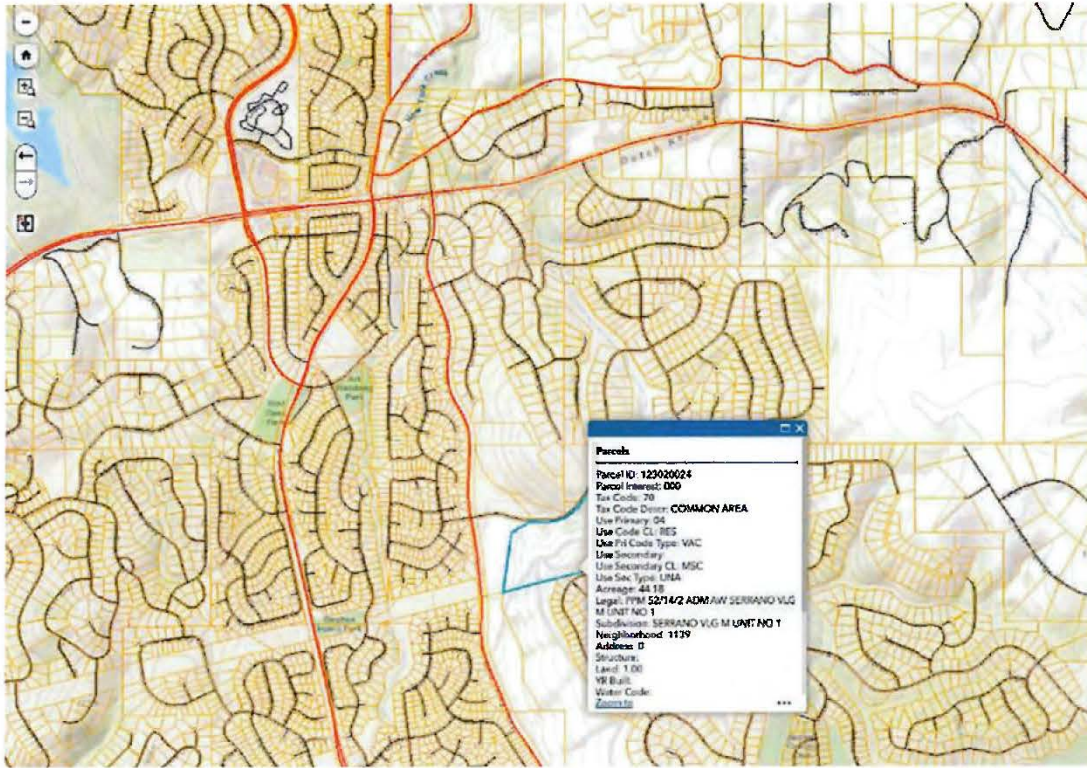 Parcels
Parcel ID: 123020024
Parcel Interest: 000
Tax Code: 70
Tax Code Descr: COMMON AREA
Use Primary: 04
Use Code CL: RES
Use Pri Code Type: VAC
Use Secondary
Use Secondary CL: MSC
Use Sec Type: UNA
Acreage: 44.18
Legal: PPM 52/14/2 ADM AW SERRANO VLG
M UNIT NO 1
Subdivision: SERRANO VLG M UNIT NO 1
Neighborhood: 1139
Address: 0
Structure:
Land: 1.00
YR Built:
Water Code:
Zoom to